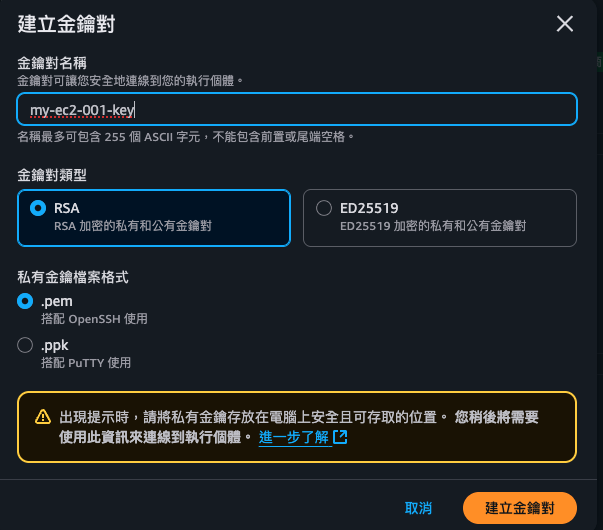 建立金鑰對
金鑰對名稱
金鑰對可讓您安全地連線到您的執行個體。
my-ec2-001-key
名稱最多可包含 255 個 ASCII 字元，不能包含前置或尾端空格。
金鑰對類型
RSA
RSA 加密的私有和公有金鑰對
ED25519
ED25519 加密的私有和公有金鑰對
私有金鑰檔案格式
.pem
搭配 OpenSSH 使用
.ppk
搭配 PuTTY 使用
出現提示時，請將私有金鑰存放在電腦上安全且可存取的位置。 您稍後將需要
使用此資訊來連線到執行個體。 進一步了解
取消
建立金鑰對